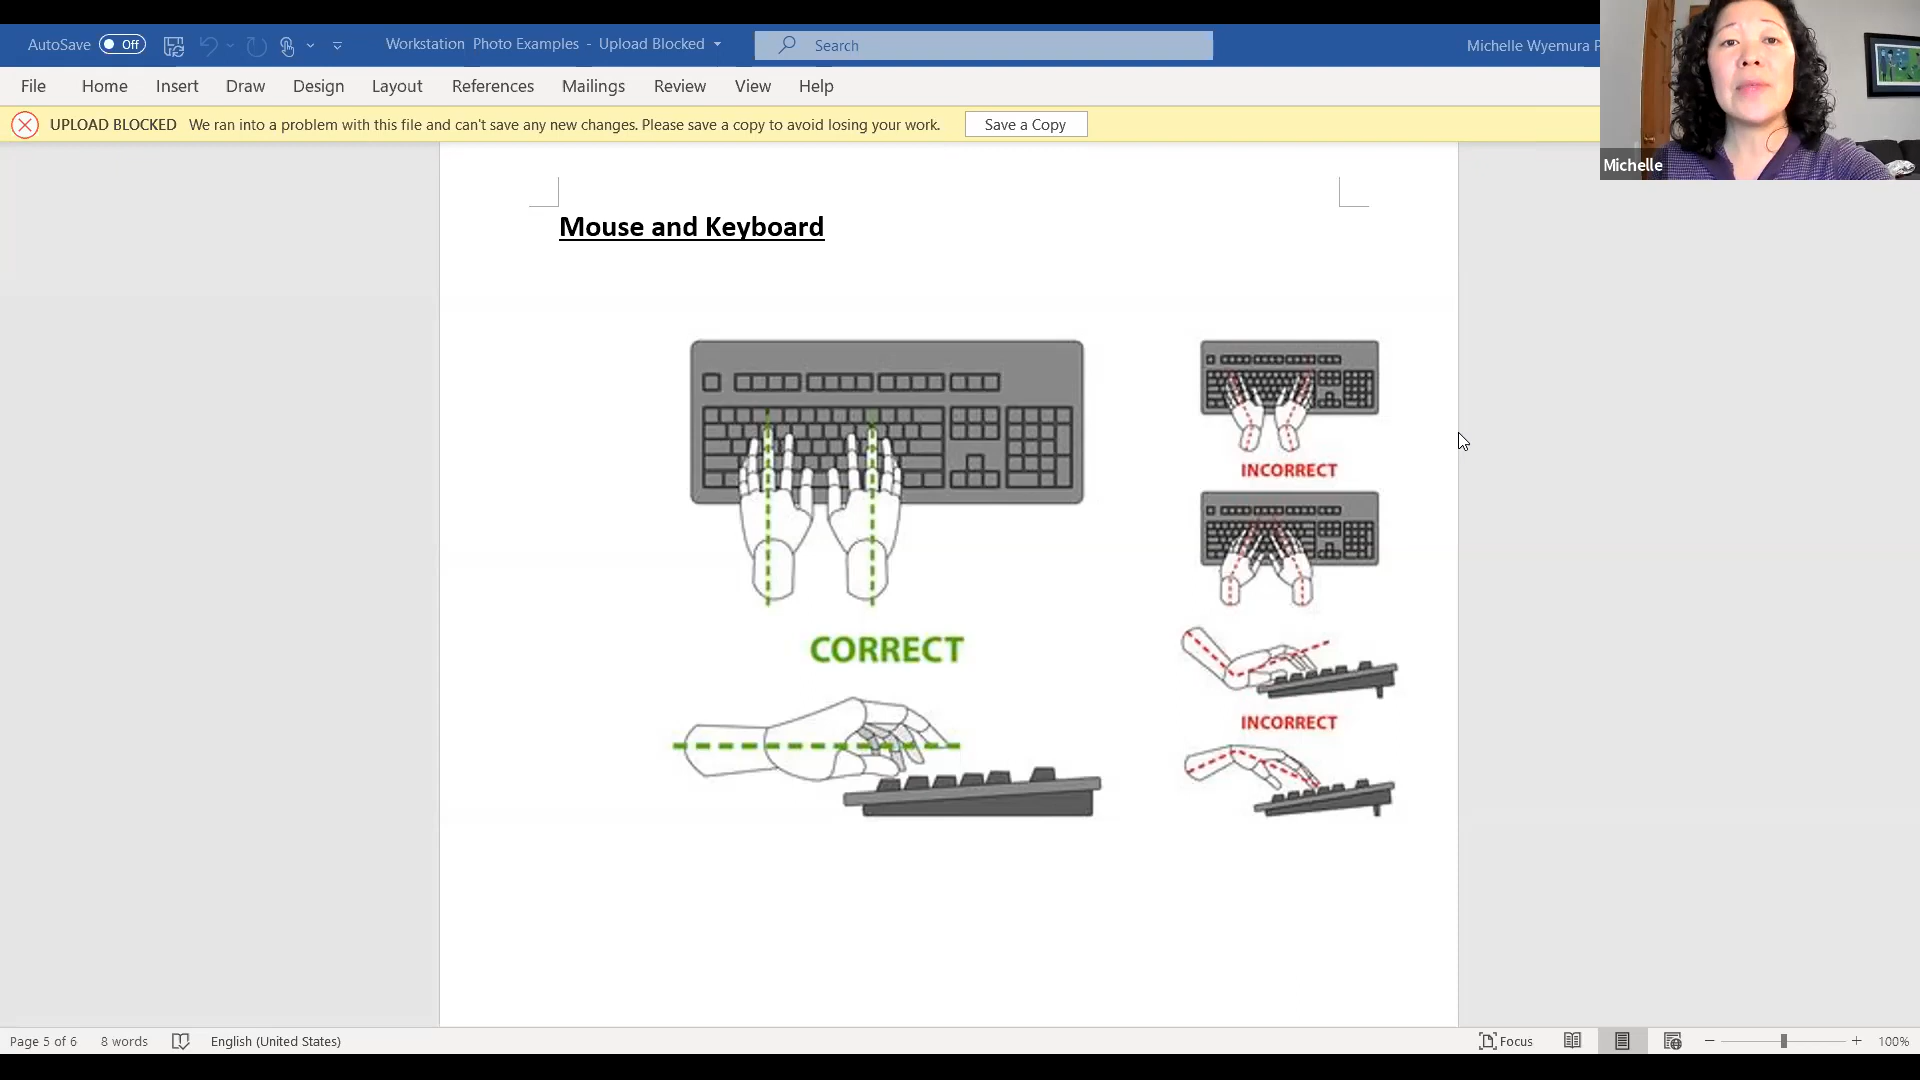 AutoSave Off Workstation Photo Examples - Upload Blocked Search Michelle Wyemura P
File Home Insert Draw Design Layout References Mailings Review View Help
UPLOAD BLOCKED We ran into a problem with this file and can't save any new changes. Please save a copy to avoid losing your work. Save a Copy
Michelle
Mouse and Keyboard
INCORRECT
CORRECT
INCORRECT
Page 5 of 6 8 words English (United States) Focus 100%